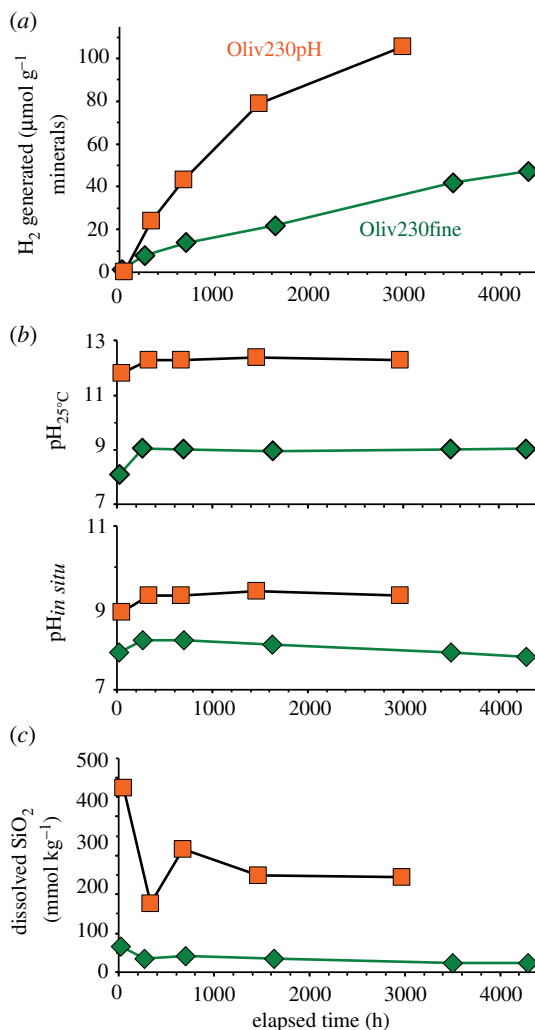 (a)
H₂ generated (µmol g⁻¹
minerals)
100
80
60
40
20
0
Oliv230pH
Oliv230fine
0 1000 2000 3000 4000
(b)
pH25°C
13
11
9
7
pHin situ
11
9
7
0 1000 2000 3000 4000
(c)
dissolved SiO₂
(mmol kg⁻¹)
500
400
300
200
100
0
0 1000 2000 3000 4000
elapsed time (h)